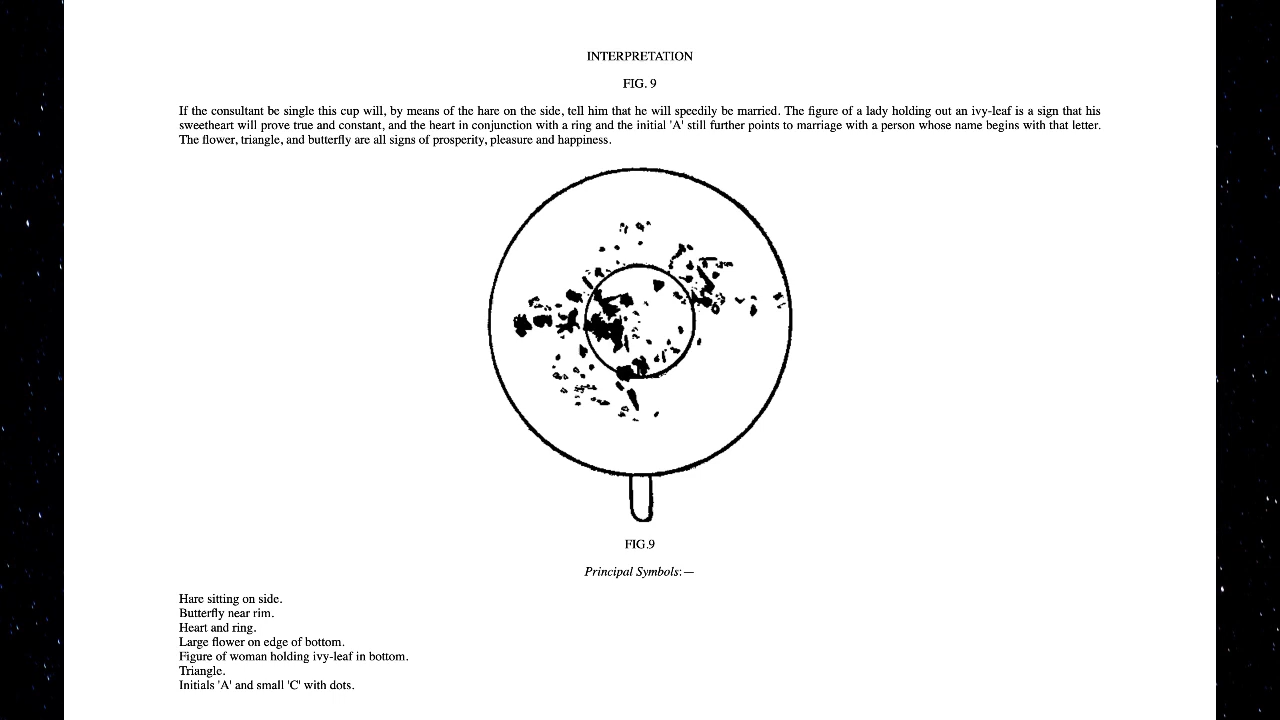 INTERPRETATION
FIG. 9
If the consultant be single this cup will, by means of the hare on the side, tell him that he will speedily be married. The figure of a lady holding out an ivy-leaf is a sign that his
sweetheart will prove true and constant, and the heart in conjunction with a ring and the initial 'A' still further points to marriage with a person whose name begins with that letter.
The flower, triangle, and butterfly are all signs of prosperity, pleasure and happiness.
FIG.9
Principal Symbols:—
Hare sitting on side.
Butterfly near rim.
Heart and ring.
Large flower on edge of bottom.
Figure of woman holding ivy-leaf in bottom.
Triangle.
Initials 'A' and small 'C' with dots.